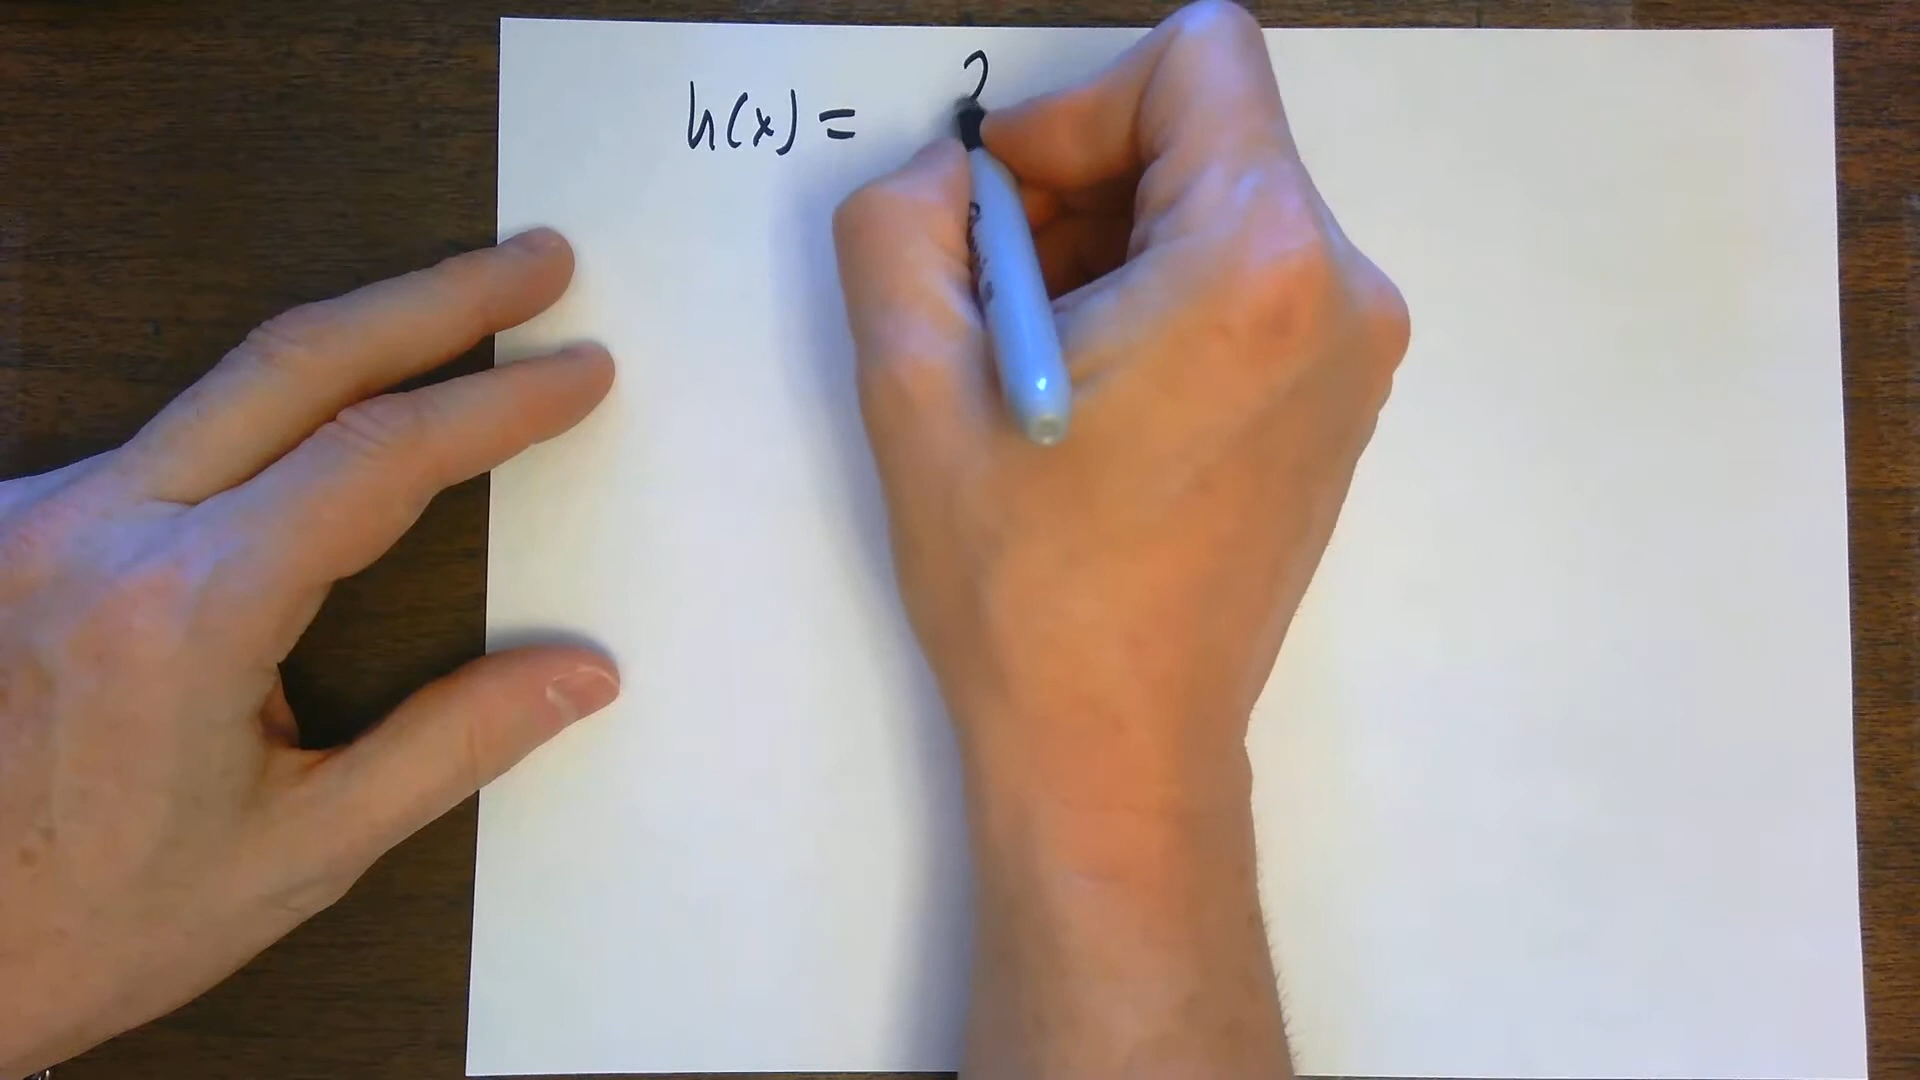 h(x) =